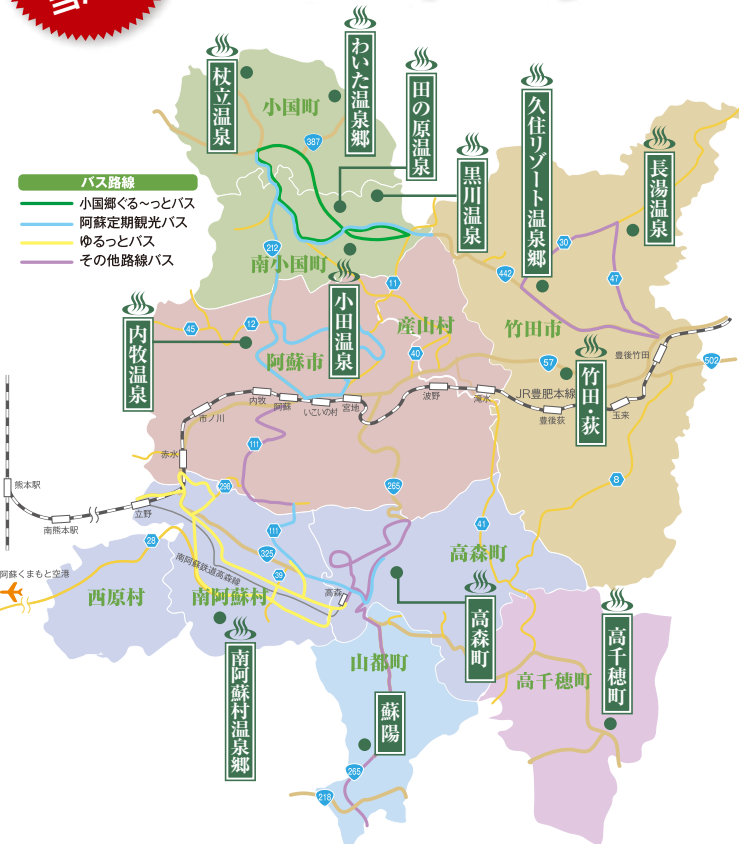 当
杖立温泉
わいた温泉郷
田の原温泉
黒川温泉
久住リゾート温泉郷
長湯温泉
小国町
387
バス路線
小国郷ぐる〜っとバス
阿蘇定期観光バス
ゆるっとバス
その他路線バス
212
南小国町
11
442
30
47
小田温泉
内牧温泉
45
12
阿蘇市
産山村
40
竹田市
57
竹田・荻
豊後竹田
502
内牧
阿蘇
いこいの村
宮地
波野
滝水
JR豊肥本線
豊後荻
玉来
市ノ川
赤水
111
265
298
8
熊本駅
南熊本駅
立野
28
阿蘇くまもと空港
西原村
南阿蘇鉄道高森線
南阿蘇村
111
325
39
高森
41
高森町
高森町
南阿蘇村温泉郷
山都町
蘇陽
高千穂町
高千穂町
265
218